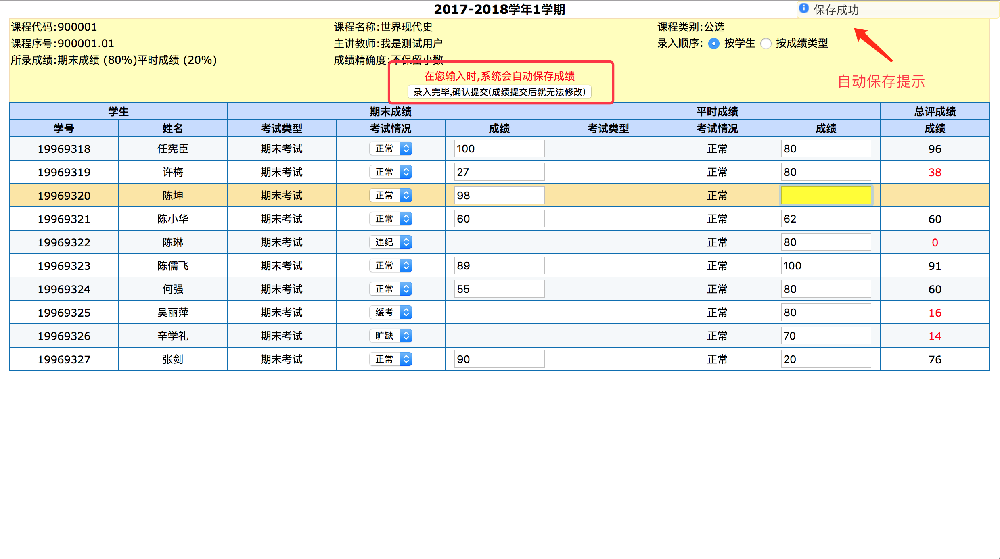 2017-2018学年1学期
保存成功
课程代码:900001 课程名称:世界现代史 课程类别:公选
课程序号:900001.01 主讲教师:我是测试用户 录入顺序: 按学生 按成绩类型
所录成绩:期末成绩 (80%)平时成绩 (20%) 成绩精确度:不保留小数
在您输入时,系统会自动保存成绩
自动保存提示
录入完毕,确认提交(成绩提交后就无法修改)
学生 期末成绩 平时成绩 总评成绩
学号 姓名 考试类型 考试情况 成绩 考试类型 考试情况 成绩 成绩
19969318 任宪臣 期末考试 正常 100 正常 80 96
19969319 许梅 期末考试 正常 27 正常 80 38
19969320 陈坤 期末考试 正常 98 正常
19969321 陈小华 期末考试 正常 60 正常 62 60
19969322 陈琳 期末考试 违纪 正常 80 0
19969323 陈儒飞 期末考试 正常 89 正常 100 91
19969324 何强 期末考试 正常 55 正常 80 60
19969325 吴丽萍 期末考试 缓考 正常 80 16
19969326 辛学礼 期末考试 旷缺 正常 70 14
19969327 张剑 期末考试 正常 90 正常 20 76